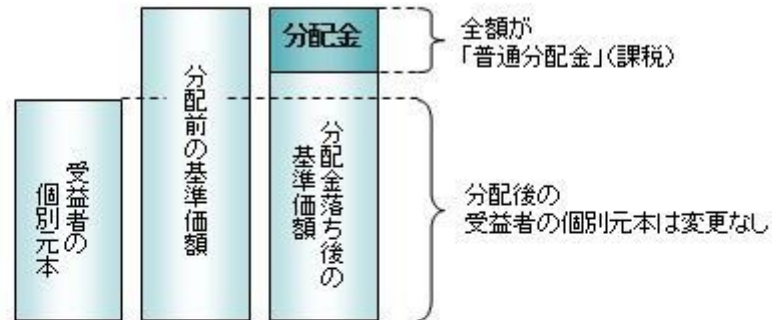 受益者の
個別元本
分配前の基準価額
分配金
分配金落ち後の
基準価額
全額が
「普通分配金」(課税)
分配後の
受益者の個別元本は変更なし